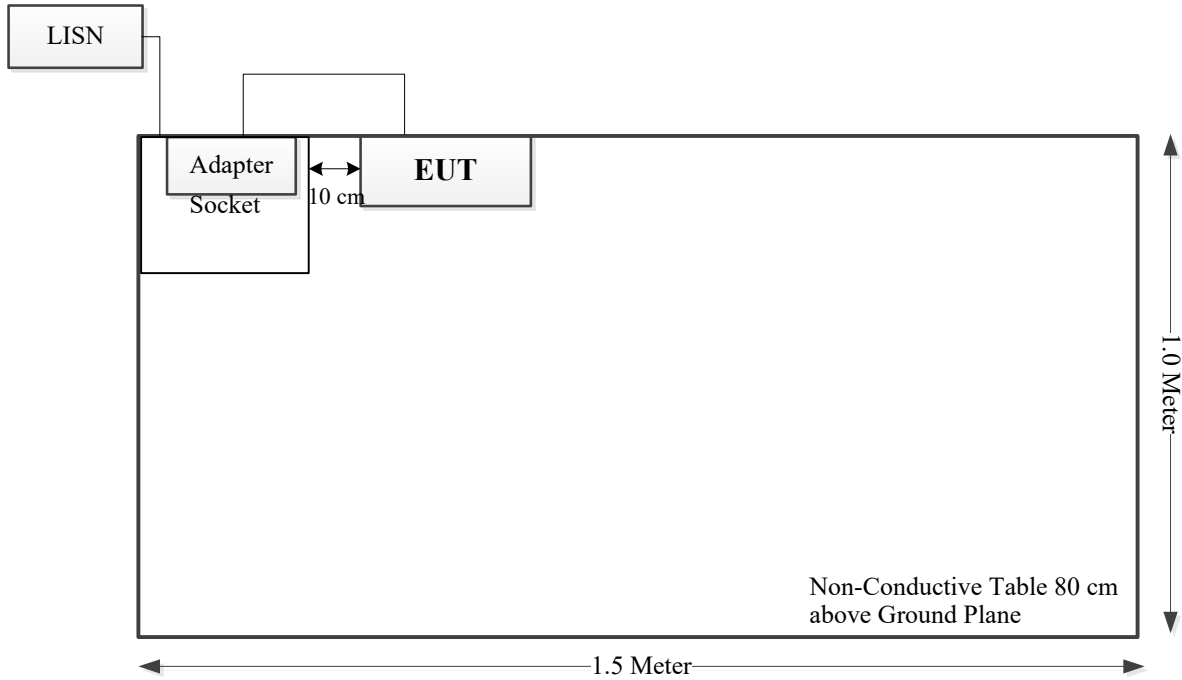 LISN
Adapter
Socket
10 cm
EUT
1.0 Meter
Non-Conductive Table 80 cm
above Ground Plane
1.5 Meter